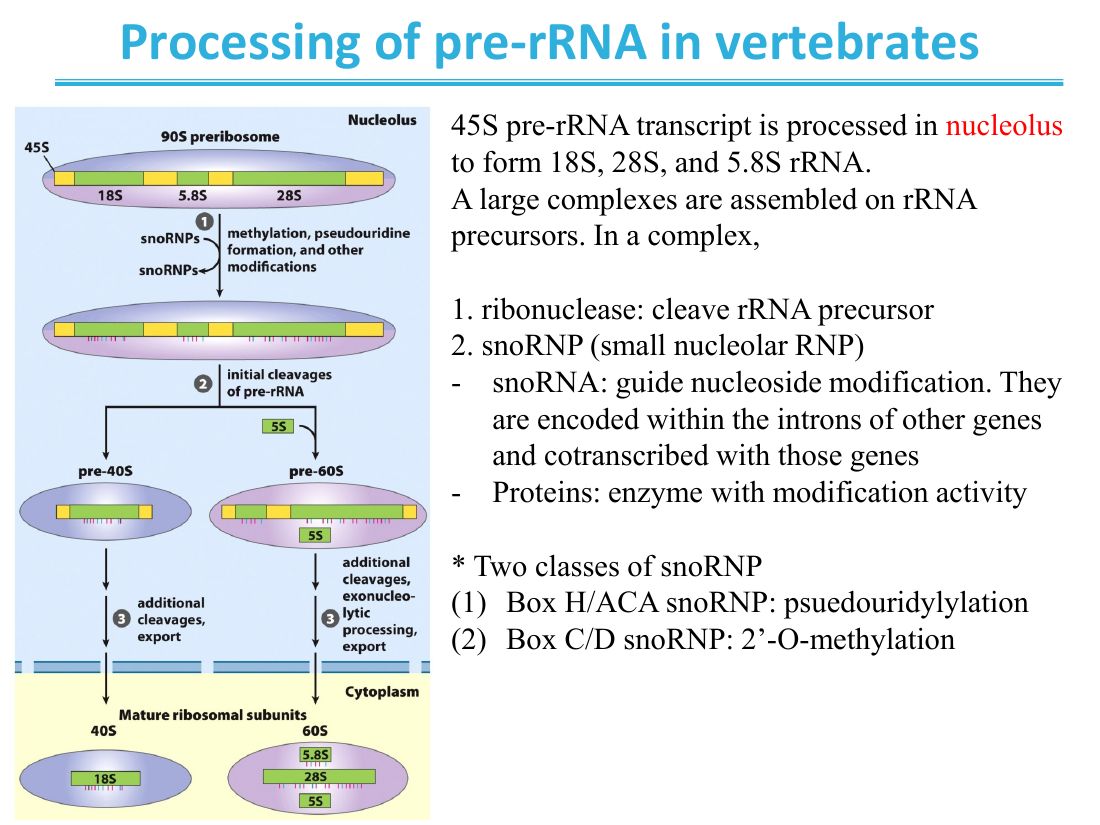 Processing of pre-rRNA in vertebrates
Nucleolus
90S preribosome
45S
18S 5.8S 28S
1
snoRNPs
snoRNPs
methylation, pseudouridine
formation, and other
modifications
2
initial cleavages
of pre-rRNA
5S
pre-40S
pre-60S
5S
3
additional
cleavages,
export
3
additional
cleavages,
exonucleo-
lytic
processing,
export
Cytoplasm
Mature ribosomal subunits
40S
60S
18S
5.8S
28S
5S
45S pre-rRNA transcript is processed in nucleolus
to form 18S, 28S, and 5.8S rRNA.
A large complexes are assembled on rRNA
precursors. In a complex,
1. ribonuclease: cleave rRNA precursor
2. snoRNP (small nucleolar RNP)
- snoRNA: guide nucleoside modification. They
are encoded within the introns of other genes
and cotranscribed with those genes
- Proteins: enzyme with modification activity
* Two classes of snoRNP
(1) Box H/ACA snoRNP: psuedouridylylation
(2) Box C/D snoRNP: 2’-O-methylation